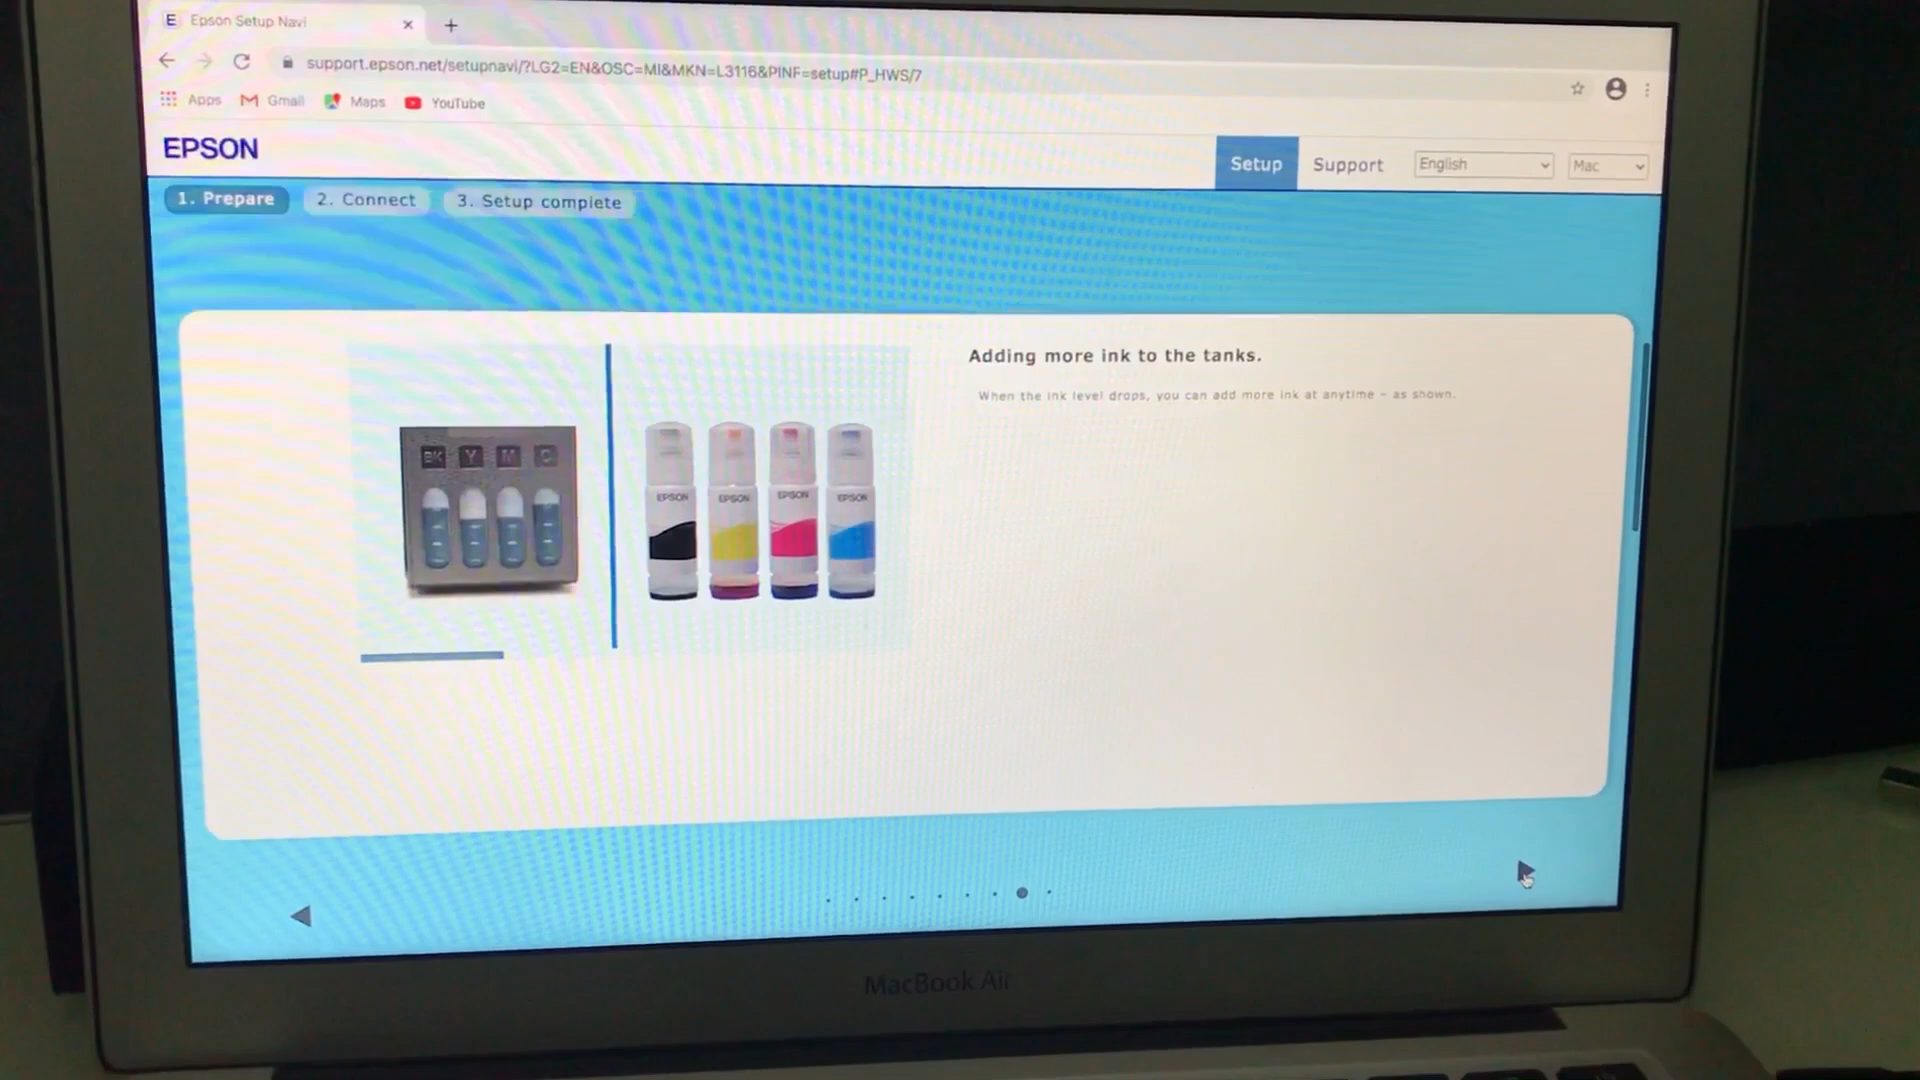 E Epson Setup Navi
support.epson.net/setupnavi/?LG2=EN&OSC=MI&MKN=L3116&PINF=setup#P_HWS/7
Apps Gmail Maps YouTube
EPSON
Setup Support English Mac
1. Prepare 2. Connect 3. Setup complete
Adding more ink to the tanks.
When the ink level drops, you can add more ink at anytime – as shown.
BK Y M C
EPSON EPSON EPSON EPSON
MacBook Air